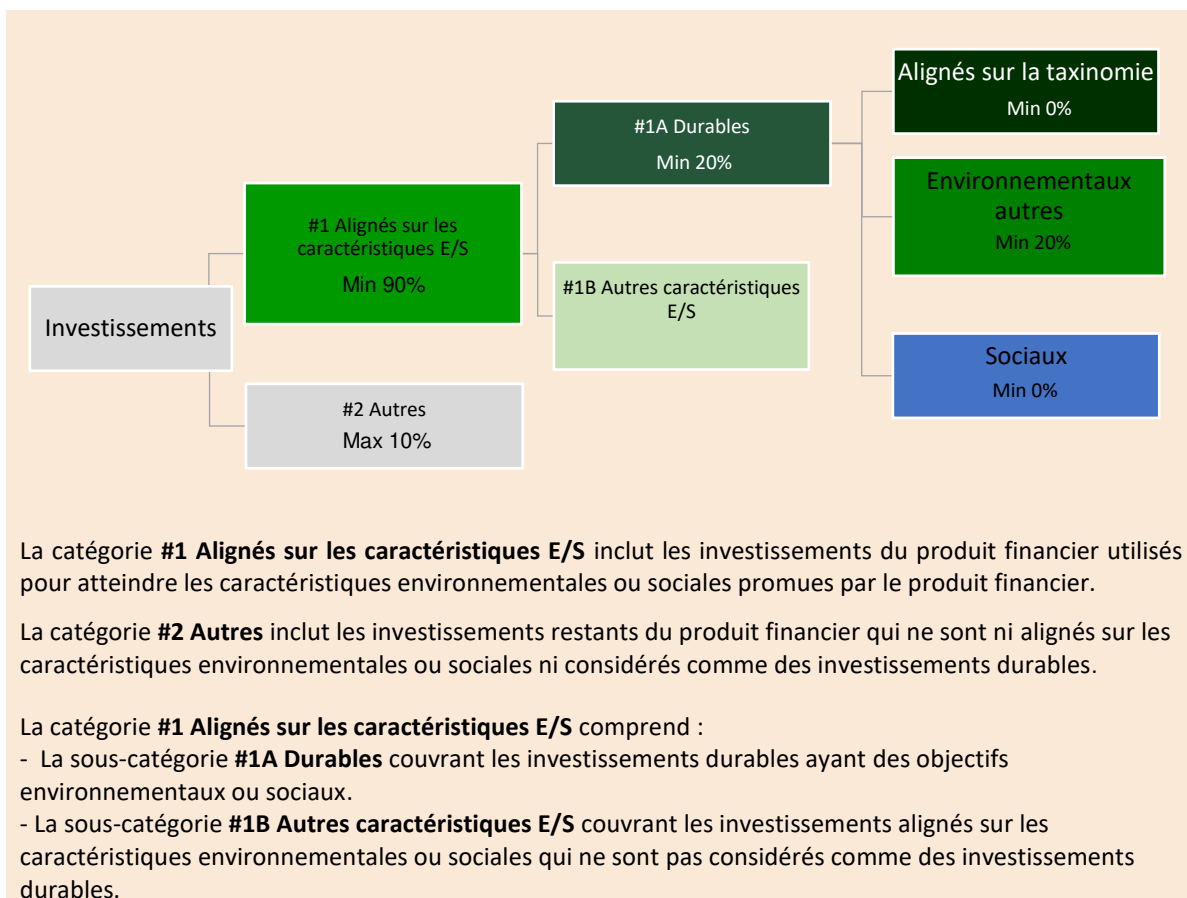 Investissements
#1 Alignés sur les
caractéristiques E/S
Min 90%
#2 Autres
Max 10%
#1A Durables
Min 20%
#1B Autres caractéristiques
E/S
Alignés sur la taxinomie
Min 0%
Environnementaux
autres
Min 20%
Sociaux
Min 0%
La catégorie #1 Alignés sur les caractéristiques E/S inclut les investissements du produit financier utilisés
pour atteindre les caractéristiques environnementales ou sociales promues par le produit financier.
La catégorie #2 Autres inclut les investissements restants du produit financier qui ne sont ni alignés sur les
caractéristiques environnementales ou sociales ni considérés comme des investissements durables.
La catégorie #1 Alignés sur les caractéristiques E/S comprend :
- La sous-catégorie #1A Durables couvrant les investissements durables ayant des objectifs
environnementaux ou sociaux.
- La sous-catégorie #1B Autres caractéristiques E/S couvrant les investissements alignés sur les
caractéristiques environnementales ou sociales qui ne sont pas considérés comme des investissements
durables.